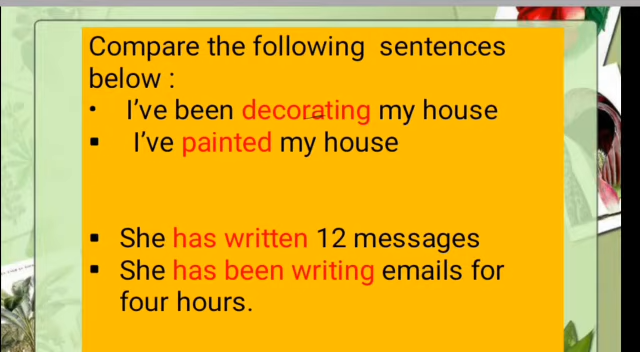 Compare the following sentences
below :
• I’ve been decorating my house
▪ I’ve painted my house
▪ She has written 12 messages
▪ She has been writing emails for
four hours.